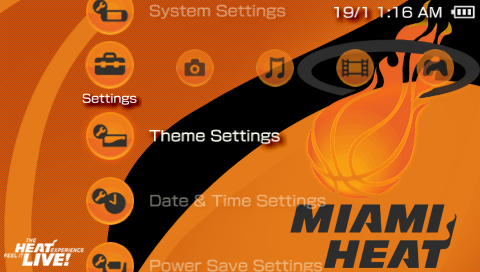 System Settings
19/1 1:16 AM
Settings
Theme Settings
Date & Time Settings
Power Save Settings
MIAMI
HEAT
THE
HEAT EXPERIENCE
FEEL IT LIVE!